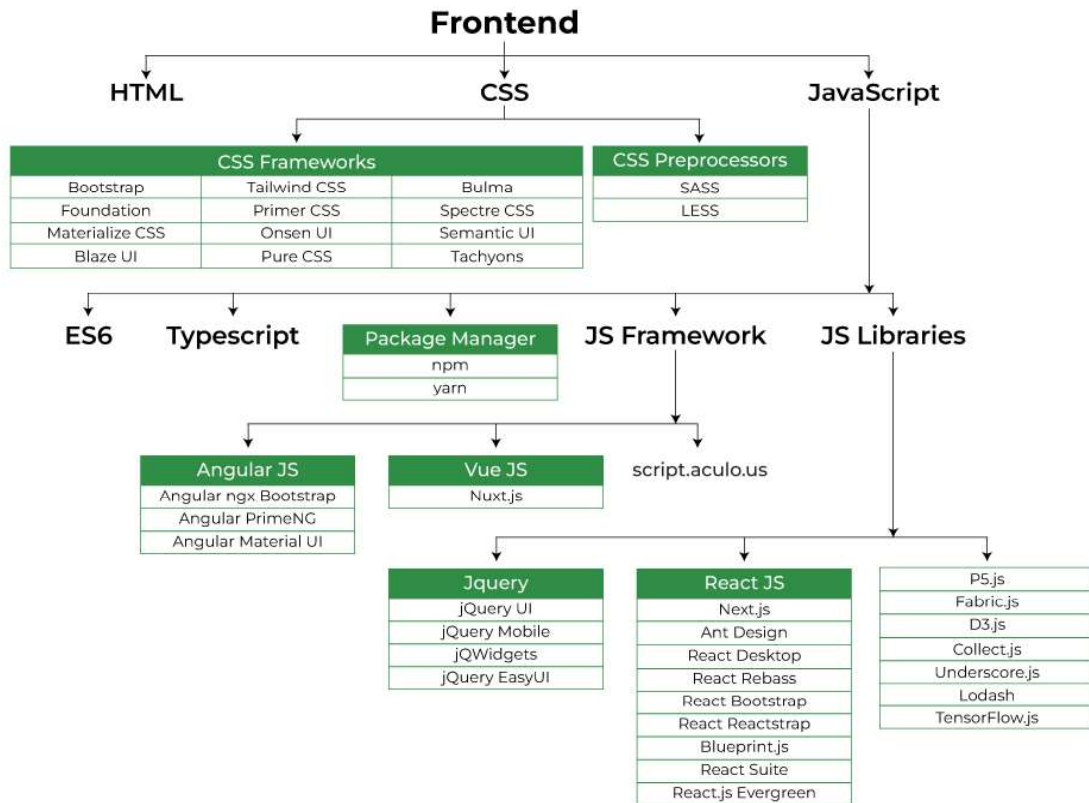 Frontend
HTML CSS JavaScript
CSS Frameworks CSS Preprocessors
Bootstrap Tailwind CSS Bulma SASS
Foundation Primer CSS Spectre CSS LESS
Materialize CSS Onsen UI Semantic UI
Blaze UI Pure CSS Tachyons
ES6 Typescript Package Manager JS Framework JS Libraries
npm
yarn
Angular JS Vue JS script.aculo.us
Angular ngx Bootstrap Nuxt.js
Angular PrimeNG
Angular Material UI
Jquery React JS P5.js
jQuery UI Next.js Fabric.js
jQuery Mobile Ant Design D3.js
jQWidgets React Desktop Collect.js
jQuery EasyUI React Rebass Underscore.js
React Bootstrap Lodash
React Reactstrap TensorFlow.js
Blueprint.js
React Suite
React.js Evergreen